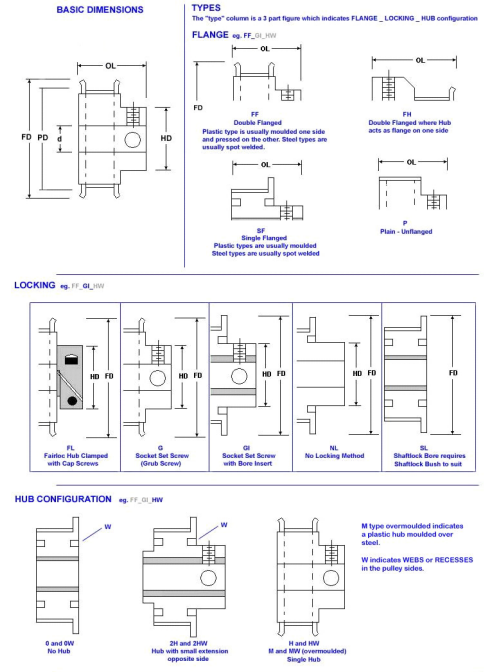 BASIC DIMENSIONS
OL
FD
PD
d
HD
TYPES
The "type" column is a 3 part figure which indicates FLANGE _ LOCKING _ HUB configuration
FLANGE eg. FF_GI_HW
OL
FD
FF
Double Flanged
Plastic type is usually moulded one side
and pressed on the other. Steel types are
usually spot welded.
OL
FH
Double Flanged where Hub
acts as flange on one side
OL
SF
Single Flanged
Plastic types are usually moulded
Steel types are usually spot welded
OL
P
Plain - Unflanged
LOCKING eg. FF_GI_HW
HD FD
FL
Fairloc Hub Clamped
with Cap Screws
HD FD
G
Socket Set Screw
(Grub Screw)
HD FD
GI
Socket Set Screw
with Bore Insert
HD FD
NL
No Locking Method
FD
SL
Shaftlock Bore requires
Shaftlock Bush to suit
HUB CONFIGURATION eg. FF_GI_HW
W
0 and 0W
No Hub
W
2H and 2HW
Hub with small extension
opposite side
H and HW
M and MW (overmoulded)
Single Hub
M type overmoulded indicates
a plastic hub moulded over
steel.
W indicates WEBS or RECESSES
in the pulley sides.